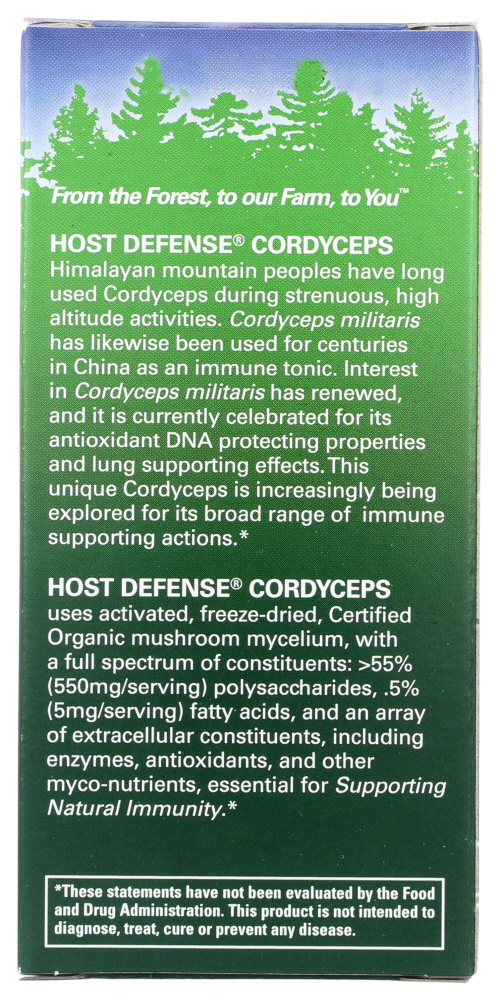 From the Forest, to our Farm, to You™
HOST DEFENSE® CORDYCEPS
Himalayan mountain peoples have long
used Cordyceps during strenuous, high
altitude activities. Cordyceps militaris
has likewise been used for centuries
in China as an immune tonic. Interest
in Cordyceps militaris has renewed,
and it is currently celebrated for its
antioxidant DNA protecting properties
and lung supporting effects. This
unique Cordyceps is increasingly being
explored for its broad range of immune
supporting actions.*
HOST DEFENSE® CORDYCEPS
uses activated, freeze-dried, Certified
Organic mushroom mycelium, with
a full spectrum of constituents: >55%
(550mg/serving) polysaccharides, .5%
(5mg/serving) fatty acids, and an array
of extracellular constituents, including
enzymes, antioxidants, and other
myco-nutrients, essential for Supporting
Natural Immunity.*
*These statements have not been evaluated by the Food
and Drug Administration. This product is not intended to
diagnose, treat, cure or prevent any disease.